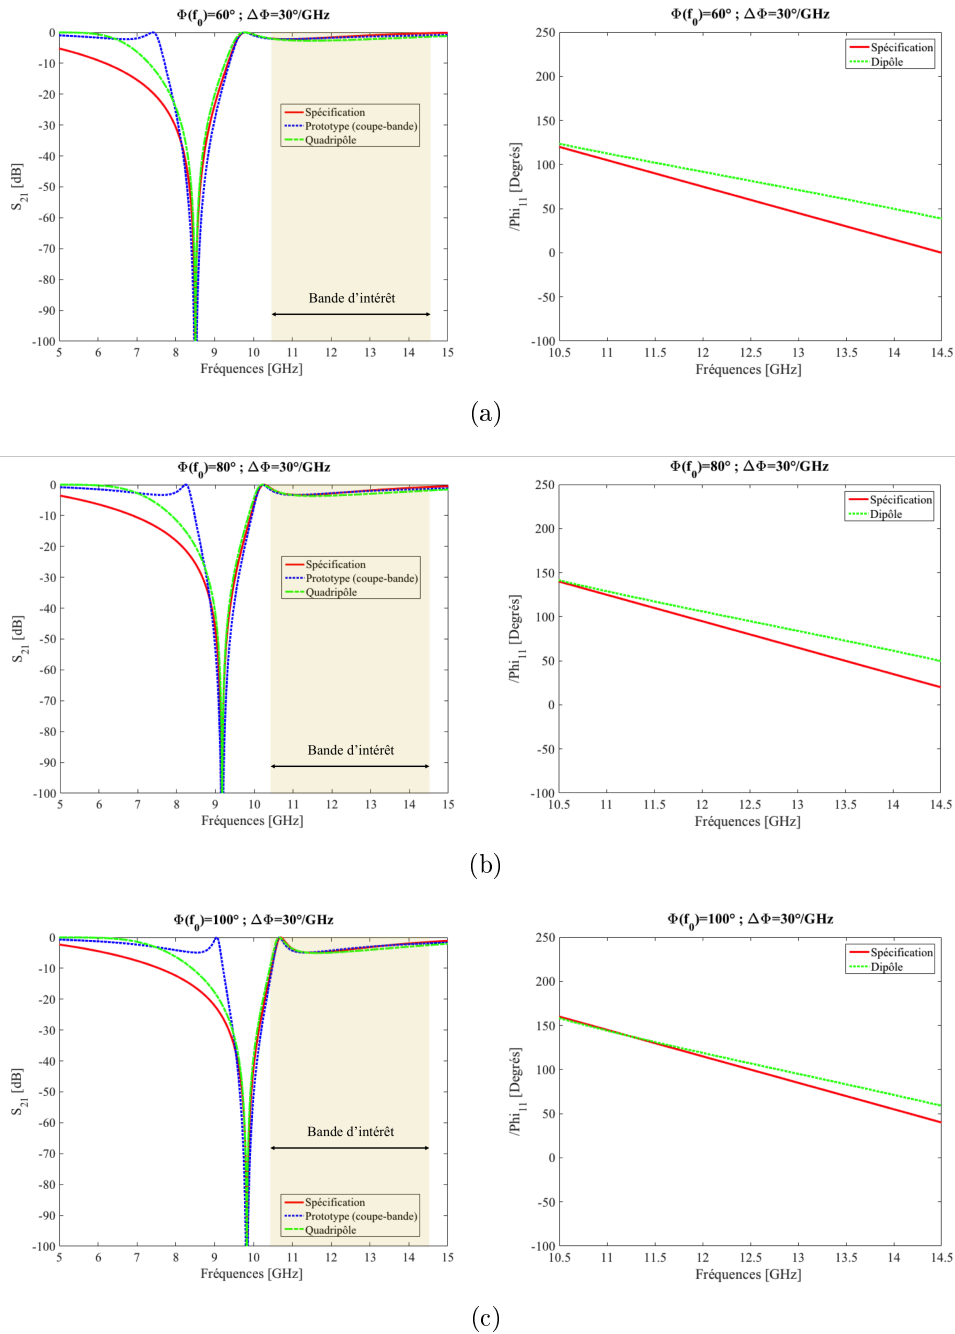 Φ(f0)=60° ; ΔΦ=30°/GHz
0
-10
-20
-30
-40
-50
-60
-70
-80
-90
-100
S21 [dB]
Spécification
Prototype (coupe-bande)
Quadripôle
Bande d'intérêt
5 6 7 8 9 10 11 12 13 14 15
Fréquences [GHz]
Φ(f0)=60° ; ΔΦ=30°/GHz
250
200
150
100
50
0
-50
-100
/Phi11 [Degrés]
Spécification
Dipôle
10.5 11 11.5 12 12.5 13 13.5 14 14.5
Fréquences [GHz]
(a)
Φ(f0)=80° ; ΔΦ=30°/GHz
0
-10
-20
-30
-40
-50
-60
-70
-80
-90
-100
S21 [dB]
Spécification
Prototype (coupe-bande)
Quadripôle
Bande d'intérêt
5 6 7 8 9 10 11 12 13 14 15
Fréquences [GHz]
Φ(f0)=80° ; ΔΦ=30°/GHz
250
200
150
100
50
0
-50
-100
/Phi11 [Degrés]
Spécification
Dipôle
10.5 11 11.5 12 12.5 13 13.5 14 14.5
Fréquences [GHz]
(b)
Φ(f0)=100° ; ΔΦ=30°/GHz
0
-10
-20
-30
-40
-50
-60
-70
-80
-90
-100
S21 [dB]
Bande d'intérêt
Spécification
Prototype (coupe-bande)
Quadripôle
5 6 7 8 9 10 11 12 13 14 15
Fréquences [GHz]
Φ(f0)=100° ; ΔΦ=30°/GHz
250
200
150
100
50
0
-50
-100
/Phi11 [Degrés]
Spécification
Dipôle
10.5 11 11.5 12 12.5 13 13.5 14 14.5
Fréquences [GHz]
(c)